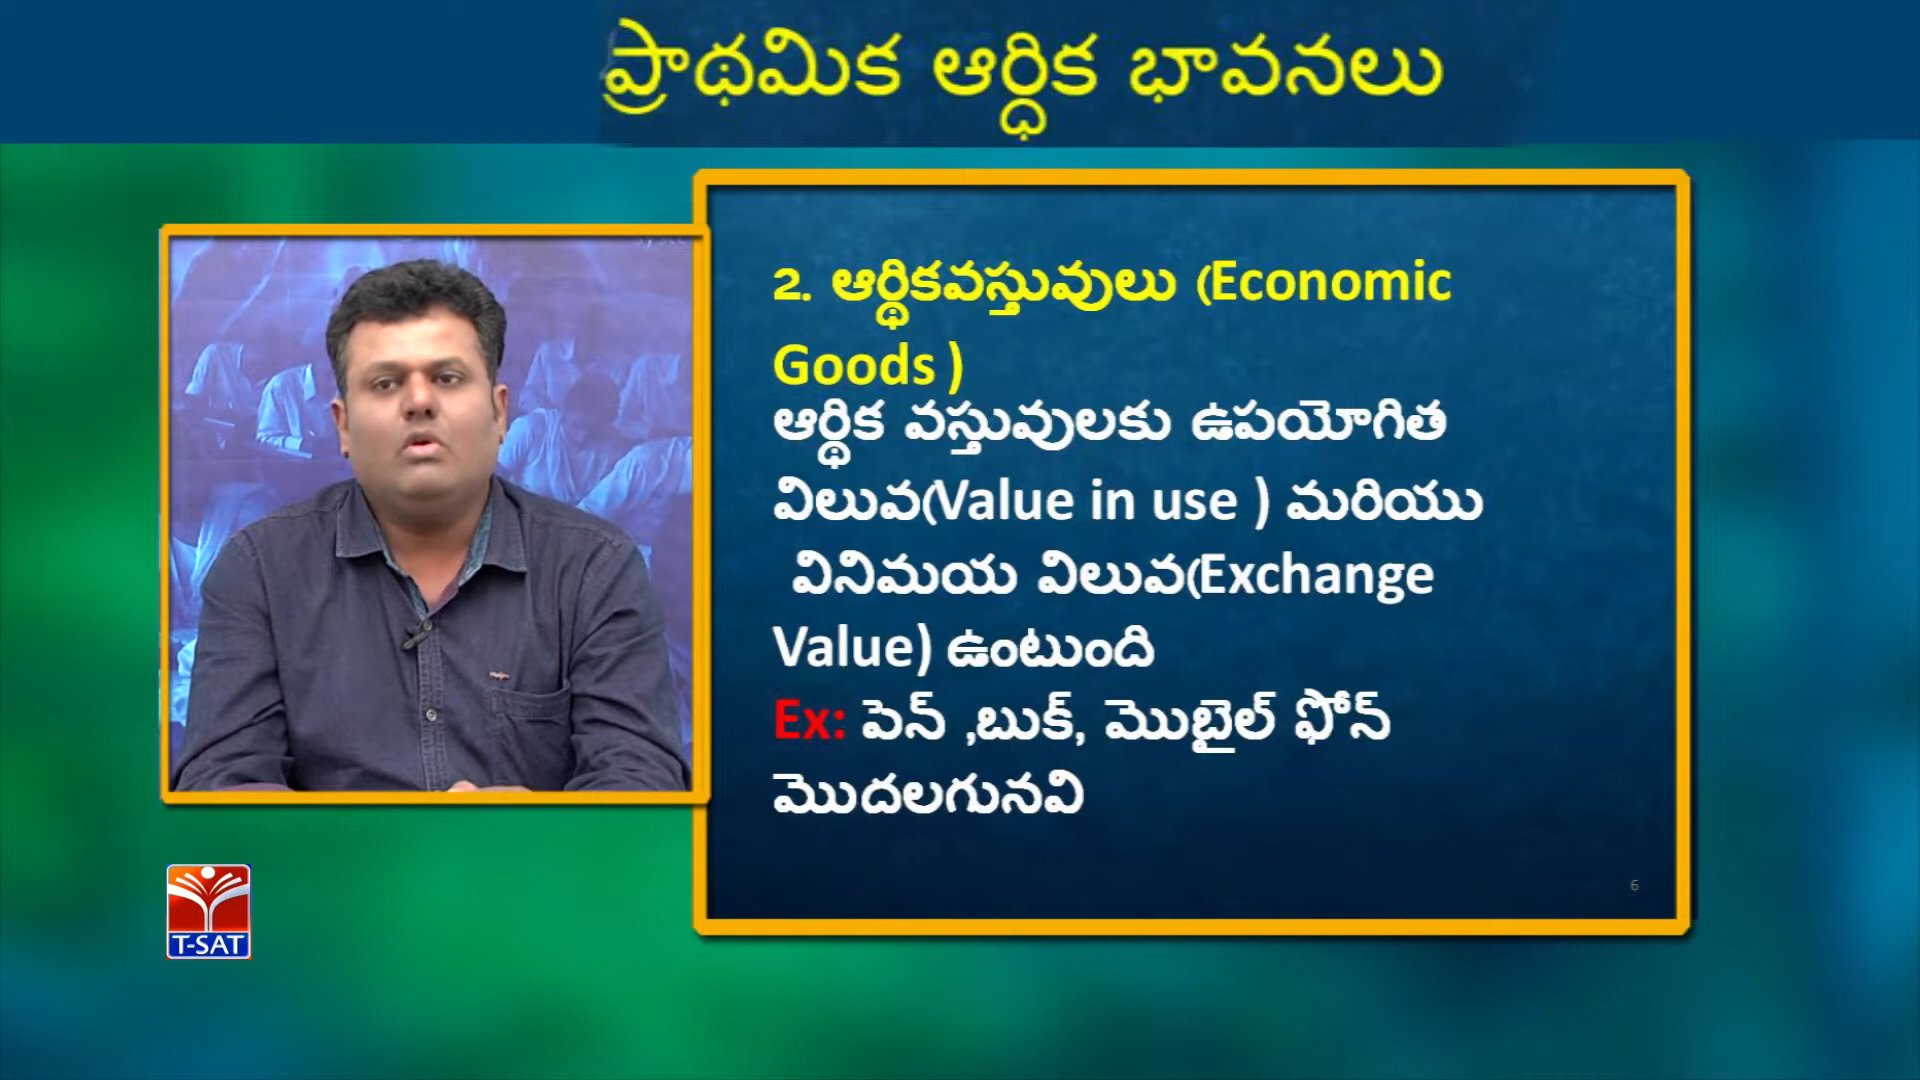 ప్రాథమిక ఆర్ధిక భావనలు
2. ఆర్థికవస్తువులు (Economic
Goods )
ఆర్థిక వస్తువులకు ఉపయోగిత
విలువ(Value in use ) మరియు
వినిమయ విలువ(Exchange
Value) ఉంటుంది
Ex: పెన్ ,బుక్, మొబైల్ ఫోన్
మొదలగునవి
6
T-SAT